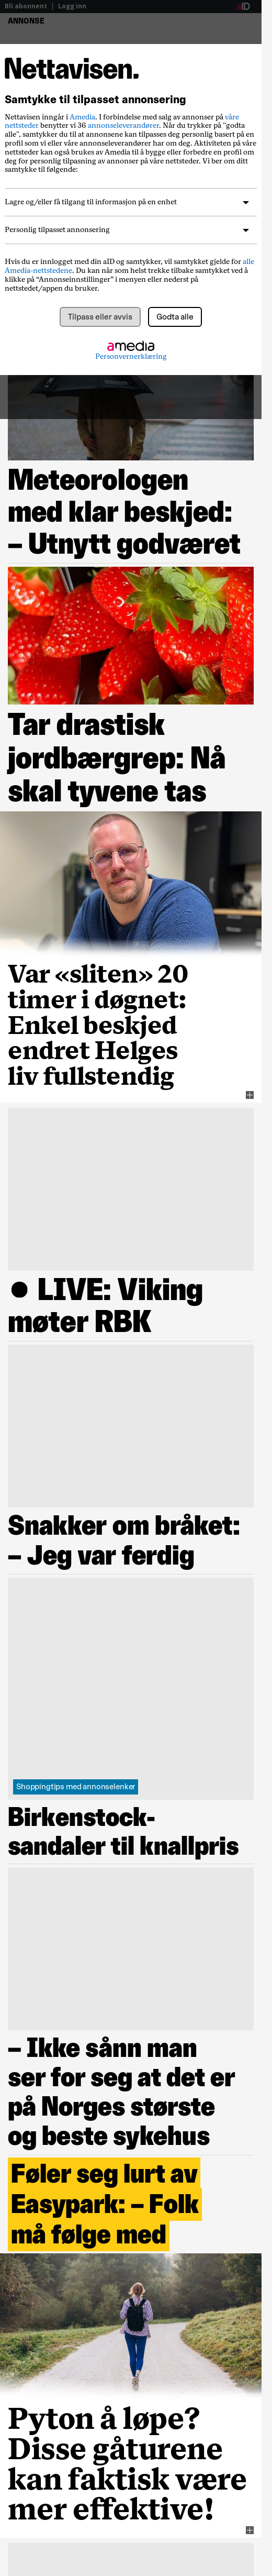 Bli abonnent | Logg inn
aID
ANNONSE
Nettavisen.
Samtykke til tilpasset annonsering
Nettavisen inngår i Amedia. I forbindelse med salg av annonser på våre
nettsteder benytter vi 36 annonseleverandører. Når du trykker på "godta
alle", samtykker du til at annonsene kan tilpasses deg personlig basert på en
profil som vi eller våre annonseleverandører har om deg. Aktiviteten på våre
nettsteder kan også brukes av Amedia til å bygge eller forbedre en profil om
deg for personlig tilpasning av annonser på våre nettsteder. Vi ber om ditt
samtykke til følgende:
Lagre og/eller få tilgang til informasjon på en enhet
Personlig tilpasset annonsering
Hvis du er innlogget med din aID og samtykker, vil samtykket gjelde for alle
Amedia-nettstedene. Du kan når som helst trekke tilbake samtykket ved å
klikke på “Annonseinnstillinger” i menyen eller nederst på
nettstedet/appen du bruker.
Tilpass eller avvis
Godta alle
amedia
Personvernerklæring
Meteorologen
med klar beskjed:
– Utnytt godværet
Tar drastisk
jordbærgrep: Nå
skal tyvene tas
Var «sliten» 20
timer i døgnet:
Enkel beskjed
endret Helges
liv fullstendig
● LIVE: Viking
møter RBK
Snakker om bråket:
– Jeg var ferdig
Shoppingtips med annonselenker
Birkenstock-
sandaler til knallpris
– Ikke sånn man
ser for seg at det er
på Norges største
og beste sykehus
Føler seg lurt av
Easypark: – Folk
må følge med
Pyton å løpe?
Disse gåturene
kan faktisk være
mer effektive!